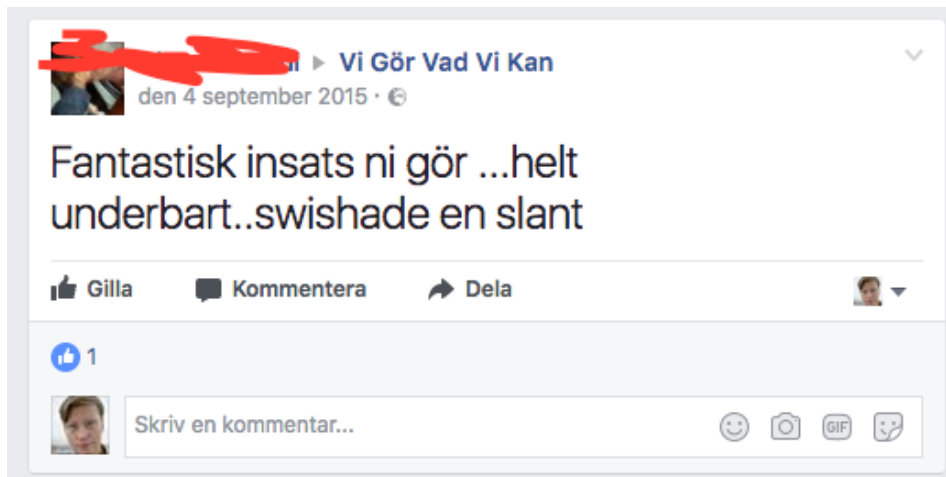 Vi Gör Vad Vi Kan
den 4 september 2015
Fantastisk insats ni gör ...helt
underbart..swishade en slant
Gilla Kommentera Dela
1
Skriv en kommentar... GIF